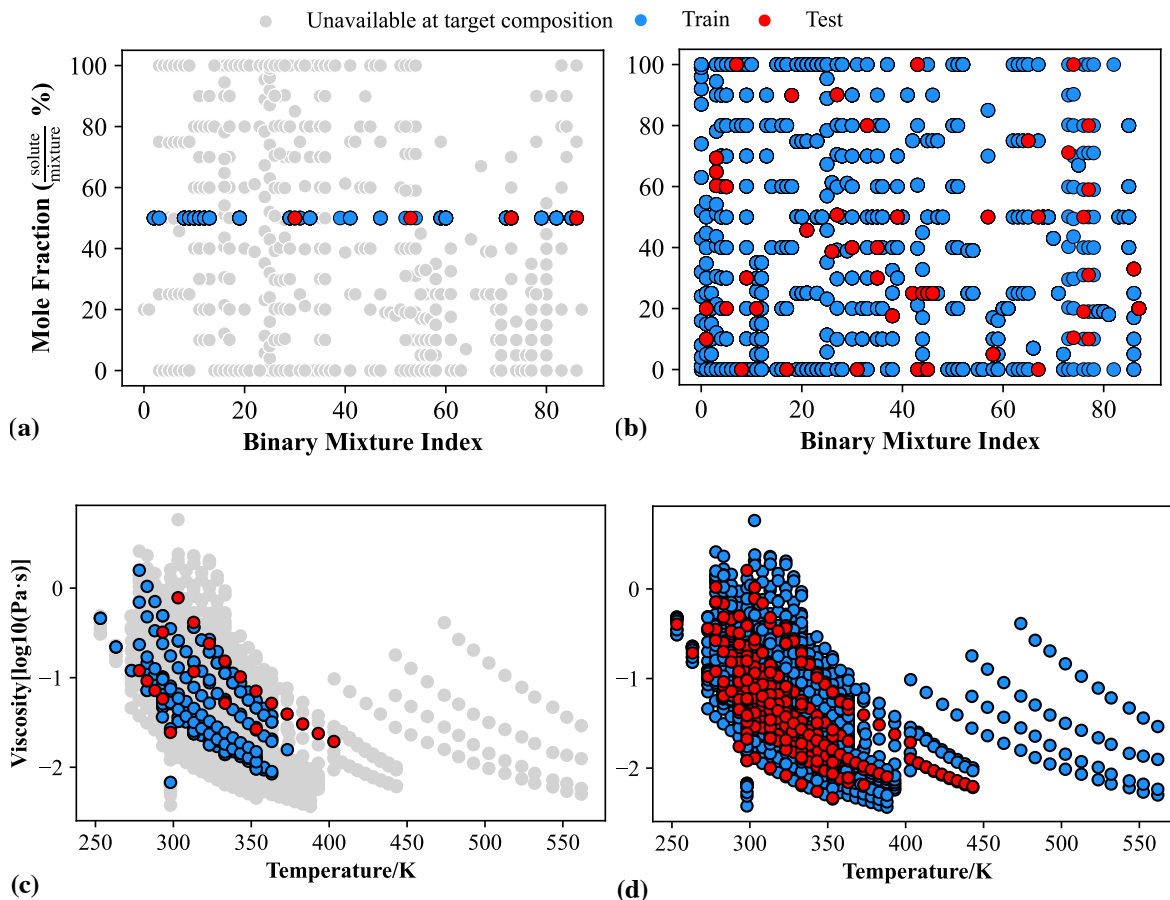 Unavailable at target composition Train Test
100
80
60
40
20
0
0 20 40 60 80
Mole Fraction (solute/mixture %)
Binary Mixture Index
(a)
100
80
60
40
20
0
0 20 40 60 80
Binary Mixture Index
(b)
0
−1
−2
250 300 350 400 450 500 550
Viscosity[log10(Pa·s)]
Temperature/K
(c)
0
−1
−2
250 300 350 400 450 500 550
Temperature/K
(d)